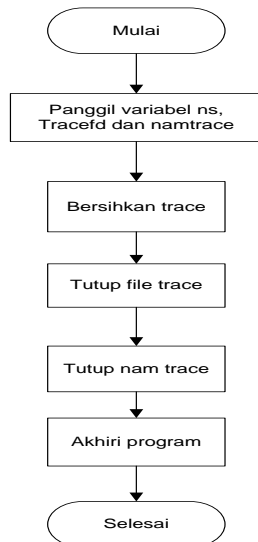 Mulai
Panggil variabel ns,
Tracefd dan namtrace
Bersihkan trace
Tutup file trace
Tutup nam trace
Akhiri program
Selesai